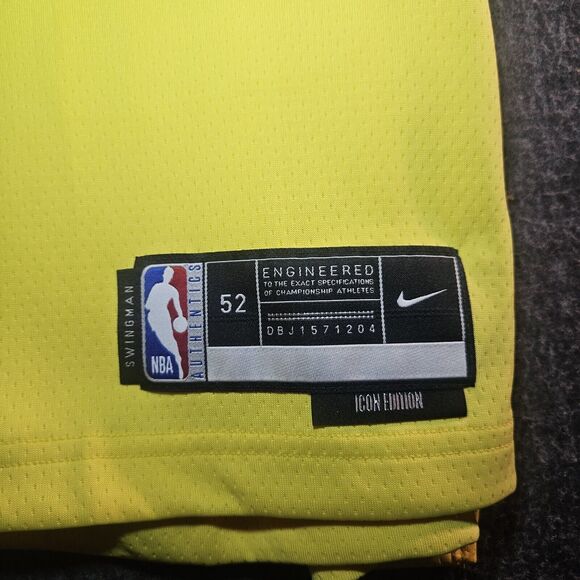 SWINGMAN
NBA
AUTHENTICS
52
ENGINEERED
TO THE EXACT SPECIFICATIONS
OF CHAMPIONSHIP ATHLETES
DBJ1571204
ICON EDITION